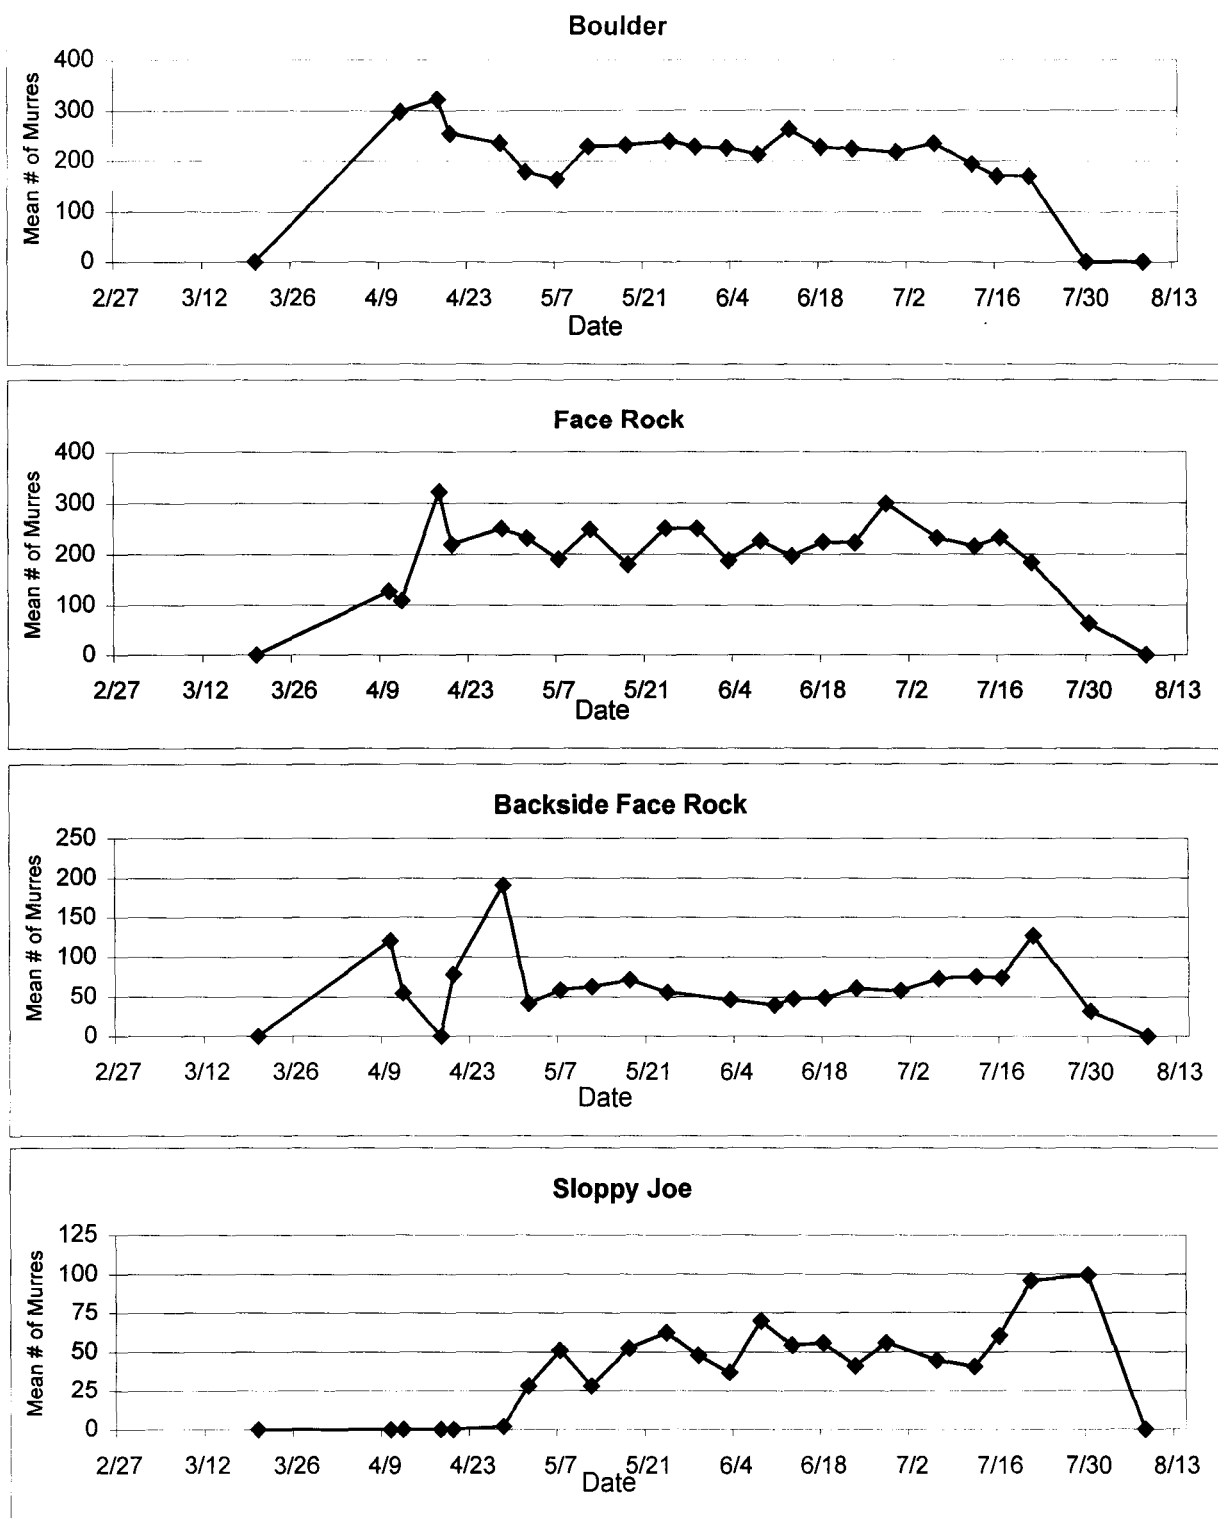 Boulder
Mean # of Murres
400
300
200
100
0
2/27 3/12 3/26 4/9 4/23 5/7 5/21 6/4 6/18 7/2 7/16 7/30 8/13
Date
Face Rock
Mean # of Murres
400
300
200
100
0
2/27 3/12 3/26 4/9 4/23 5/7 5/21 6/4 6/18 7/2 7/16 7/30 8/13
Date
Backside Face Rock
Mean # of Murres
250
200
150
100
50
0
2/27 3/12 3/26 4/9 4/23 5/7 5/21 6/4 6/18 7/2 7/16 7/30 8/13
Date
Sloppy Joe
Mean # of Murres
125
100
75
50
25
0
2/27 3/12 3/26 4/9 4/23 5/7 5/21 6/4 6/18 7/2 7/16 7/30 8/13
Date